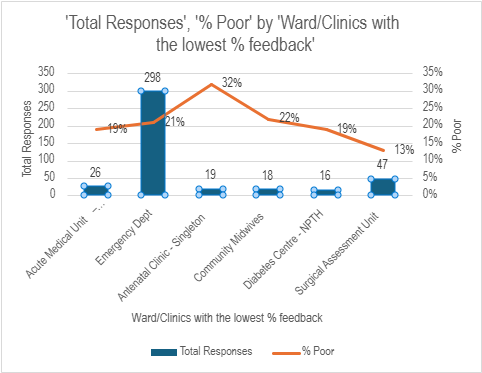 'Total Responses', '% Poor' by 'Ward/Clinics with
the lowest % feedback'
350
300
250
200
150
100
50
0
Total Responses
35%
30%
25%
20%
15%
10%
5%
0%
% Poor
26
298
19
18
16
47
19%
21%
32%
22%
19%
13%
Acute Medical Unit –...
Emergency Dept
Antenatal Clinic - Singleton
Community Midwives
Diabetes Centre - NPTH
Surgical Assessment Unit
Ward/Clinics with the lowest % feedback
Total Responses
% Poor